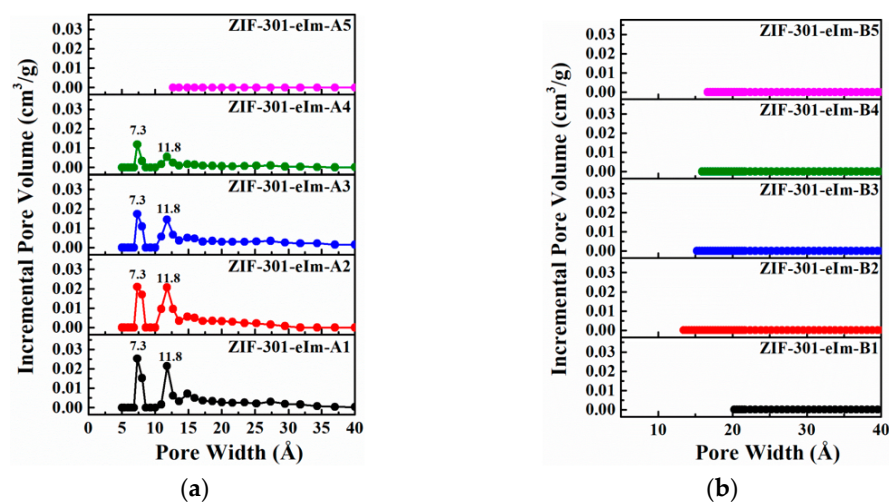 ZIF-301-eIm-A5
0.03
0.02
0.01
0.00
ZIF-301-eIm-A4
0.03
0.02
0.01
0.00
7.3
11.8
ZIF-301-eIm-A3
0.03
0.02
0.01
0.00
7.3
11.8
ZIF-301-eIm-A2
0.03
0.02
0.01
0.00
7.3
11.8
ZIF-301-eIm-A1
0.03
0.02
0.01
0.00
7.3
11.8
Incremental Pore Volume (cm³/g)
0 5 10 15 20 25 30 35 40
Pore Width (Å)
(a)
ZIF-301-eIm-B5
0.03
0.02
0.01
0.00
ZIF-301-eIm-B4
0.03
0.02
0.01
0.00
ZIF-301-eIm-B3
0.03
0.02
0.01
0.00
ZIF-301-eIm-B2
0.03
0.02
0.01
0.00
ZIF-301-eIm-B1
0.03
0.02
0.01
0.00
Incremental Pore Volume (cm³/g)
10 20 30 40
Pore Width (Å)
(b)